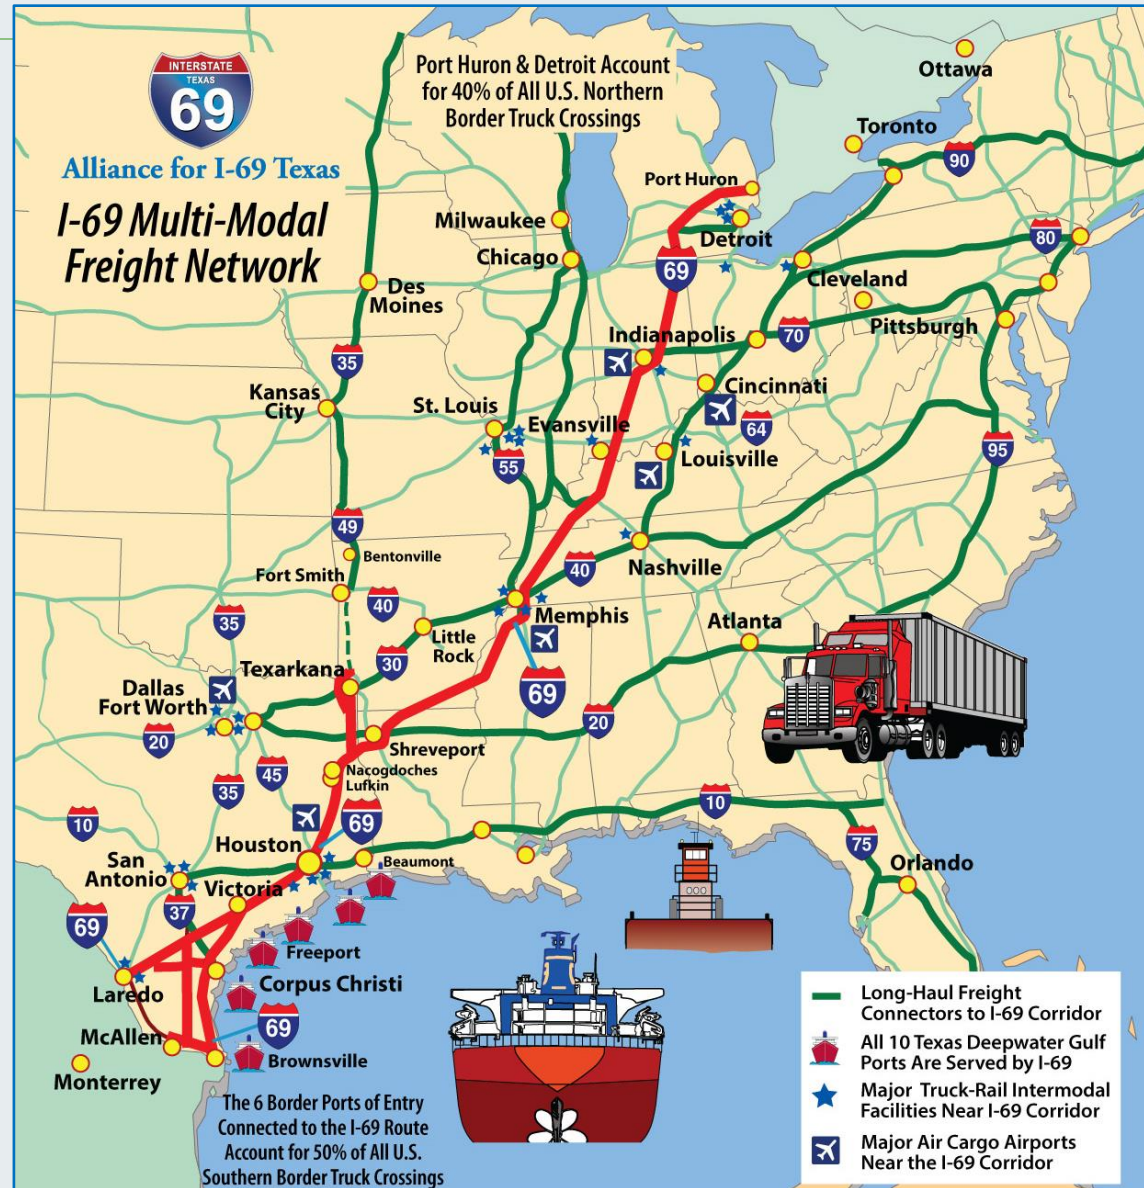 INTERSTATE
TEXAS
69
Alliance for I-69 Texas
I-69 Multi-Modal
Freight Network
Port Huron & Detroit Account
for 40% of All U.S. Northern
Border Truck Crossings
Ottawa
Toronto
90
Port Huron
Milwaukee
Detroit
80
Chicago
69
Cleveland
Des
Moines
Pittsburgh
Indianapolis
70
35
Cincinnati
Kansas
City
St. Louis
Evansville
64
Louisville
95
55
49
Bentonville
Nashville
Fort Smith
40
40
Memphis
35
Little
Rock
Atlanta
30
Texarkana
69
Dallas
Fort Worth
20
20
Shreveport
Nacogdoches
Lufkin
45
35
10
69
10
Houston
75
Beaumont
Orlando
San
Antonio
Victoria
37
69
Freeport
Laredo
Corpus Christi
69
McAllen
Brownsville
Monterrey
The 6 Border Ports of Entry
Connected to the I-69 Route
Account for 50% of All U.S.
Southern Border Truck Crossings
Long-Haul Freight
Connectors to I-69 Corridor
All 10 Texas Deepwater Gulf
Ports Are Served by I-69
Major Truck-Rail Intermodal
Facilities Near I-69 Corridor
Major Air Cargo Airports
Near the I-69 Corridor